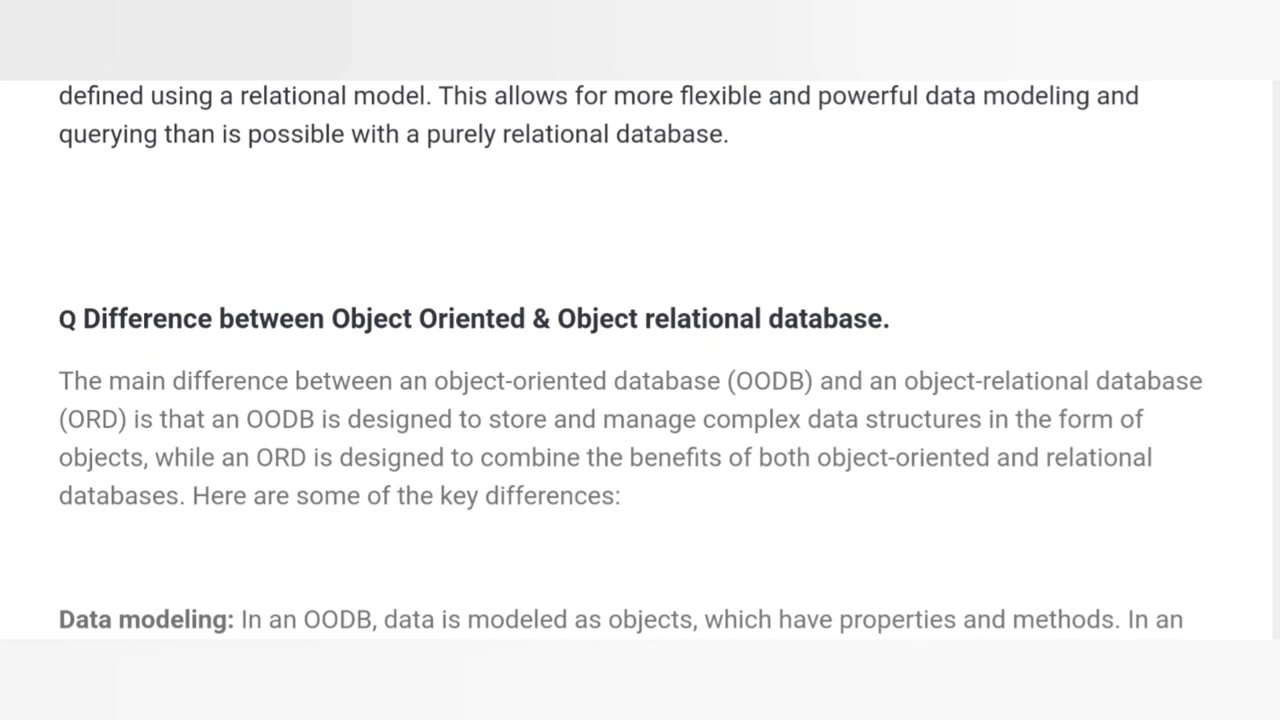 defined using a relational model. This allows for more flexible and powerful data modeling and
querying than is possible with a purely relational database.
Q Difference between Object Oriented & Object relational database.
The main difference between an object-oriented database (OODB) and an object-relational database
(ORD) is that an OODB is designed to store and manage complex data structures in the form of
objects, while an ORD is designed to combine the benefits of both object-oriented and relational
databases. Here are some of the key differences:
Data modeling: In an OODB, data is modeled as objects, which have properties and methods. In an